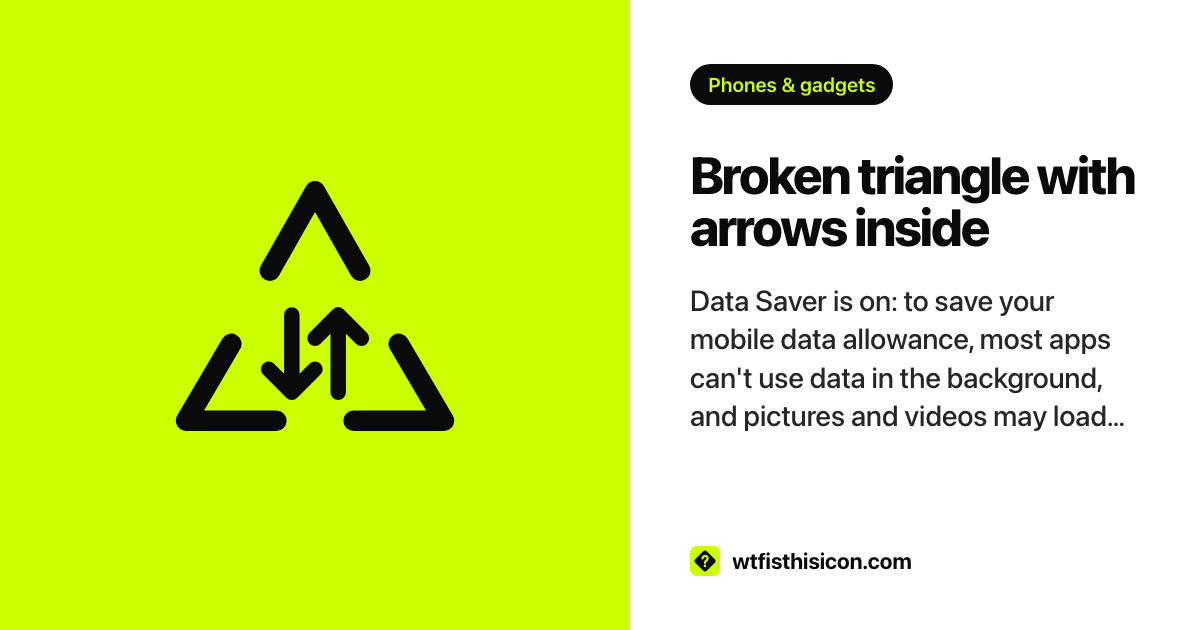 Phones & gadgets
Broken triangle with
arrows inside
Data Saver is on: to save your
mobile data allowance, most apps
can't use data in the background,
and pictures and videos may load...
?
wtfisthisicon.com